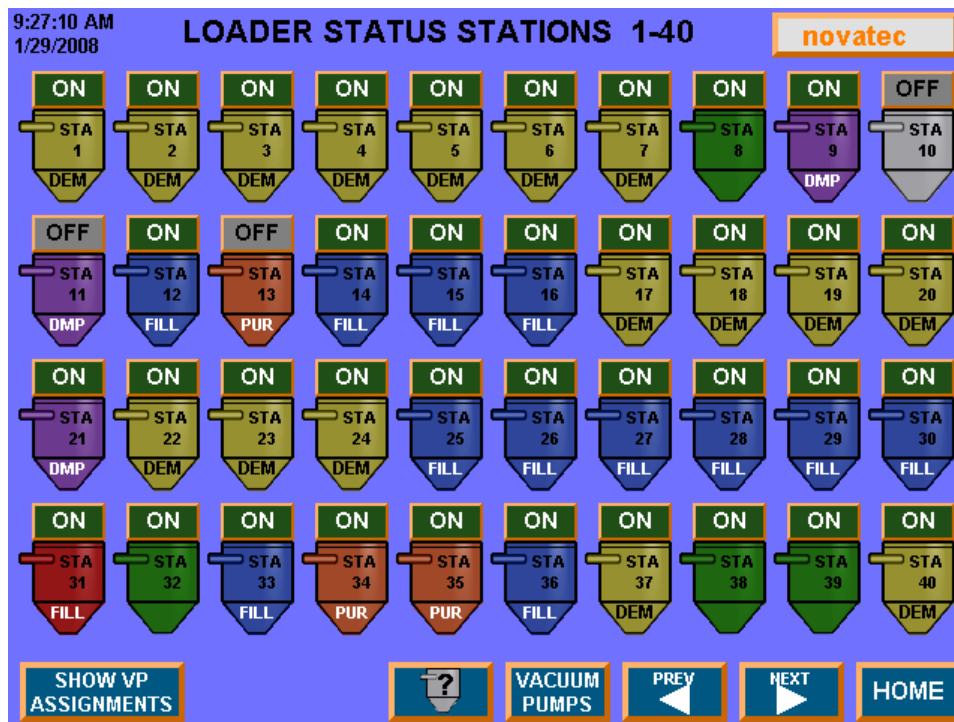 9:27:10 AM
1/29/2008
LOADER STATUS STATIONS 1-40
novatec
ON ON ON ON ON ON ON ON ON OFF
STA STA STA STA STA STA STA STA STA STA
1 2 3 4 5 6 7 8 9 10
DEM DEM DEM DEM DEM DEM DEM DMP
OFF ON OFF ON ON ON ON ON ON ON
STA STA STA STA STA STA STA STA STA STA
11 12 13 14 15 16 17 18 19 20
DMP FILL PUR FILL FILL FILL DEM DEM DEM DEM
ON ON ON ON ON ON ON ON ON ON
STA STA STA STA STA STA STA STA STA STA
21 22 23 24 25 26 27 28 29 30
DMP DEM DEM DEM FILL FILL FILL FILL FILL FILL
ON ON ON ON ON ON ON ON ON ON
STA STA STA STA STA STA STA STA STA STA
31 32 33 34 35 36 37 38 39 40
FILL FILL PUR PUR FILL DEM DEM
SHOW VP
ASSIGNMENTS
?
VACUUM
PUMPS
PREV
NEXT
HOME